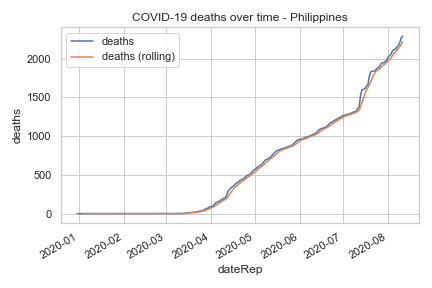 COVID-19 deaths over time - Philippines
deaths
deaths (rolling)
2000
1500
1000
500
0
deaths
2020-01
2020-02
2020-03
2020-04
2020-05
2020-06
2020-07
2020-08
dateRep